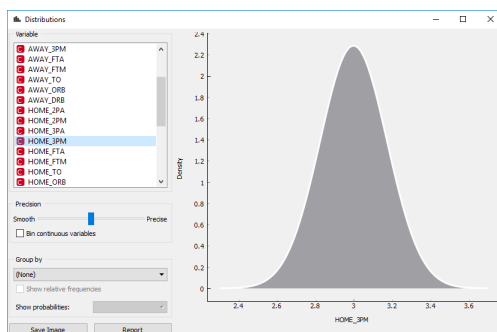 Distributions
Variable
C AWAY_3PM
C AWAY_FTA
C AWAY_FTM
C AWAY_TO
C AWAY_ORB
C AWAY_DRB
C HOME_2PA
C HOME_2PM
C HOME_3PA
C HOME_3PM
C HOME_FTA
C HOME_FTM
C HOME_TO
C HOME_ORB
Precision
Smooth Precise
Bin continuous variables
Group by
(None)
Show relative frequencies
Show probabilities:
Save Image Report
Density
2.4
2.2
2
1.8
1.6
1.4
1.2
1
0.8
0.6
0.4
0.2
0
2.4 2.6 2.8 3 3.2 3.4 3.6
HOME_3PM